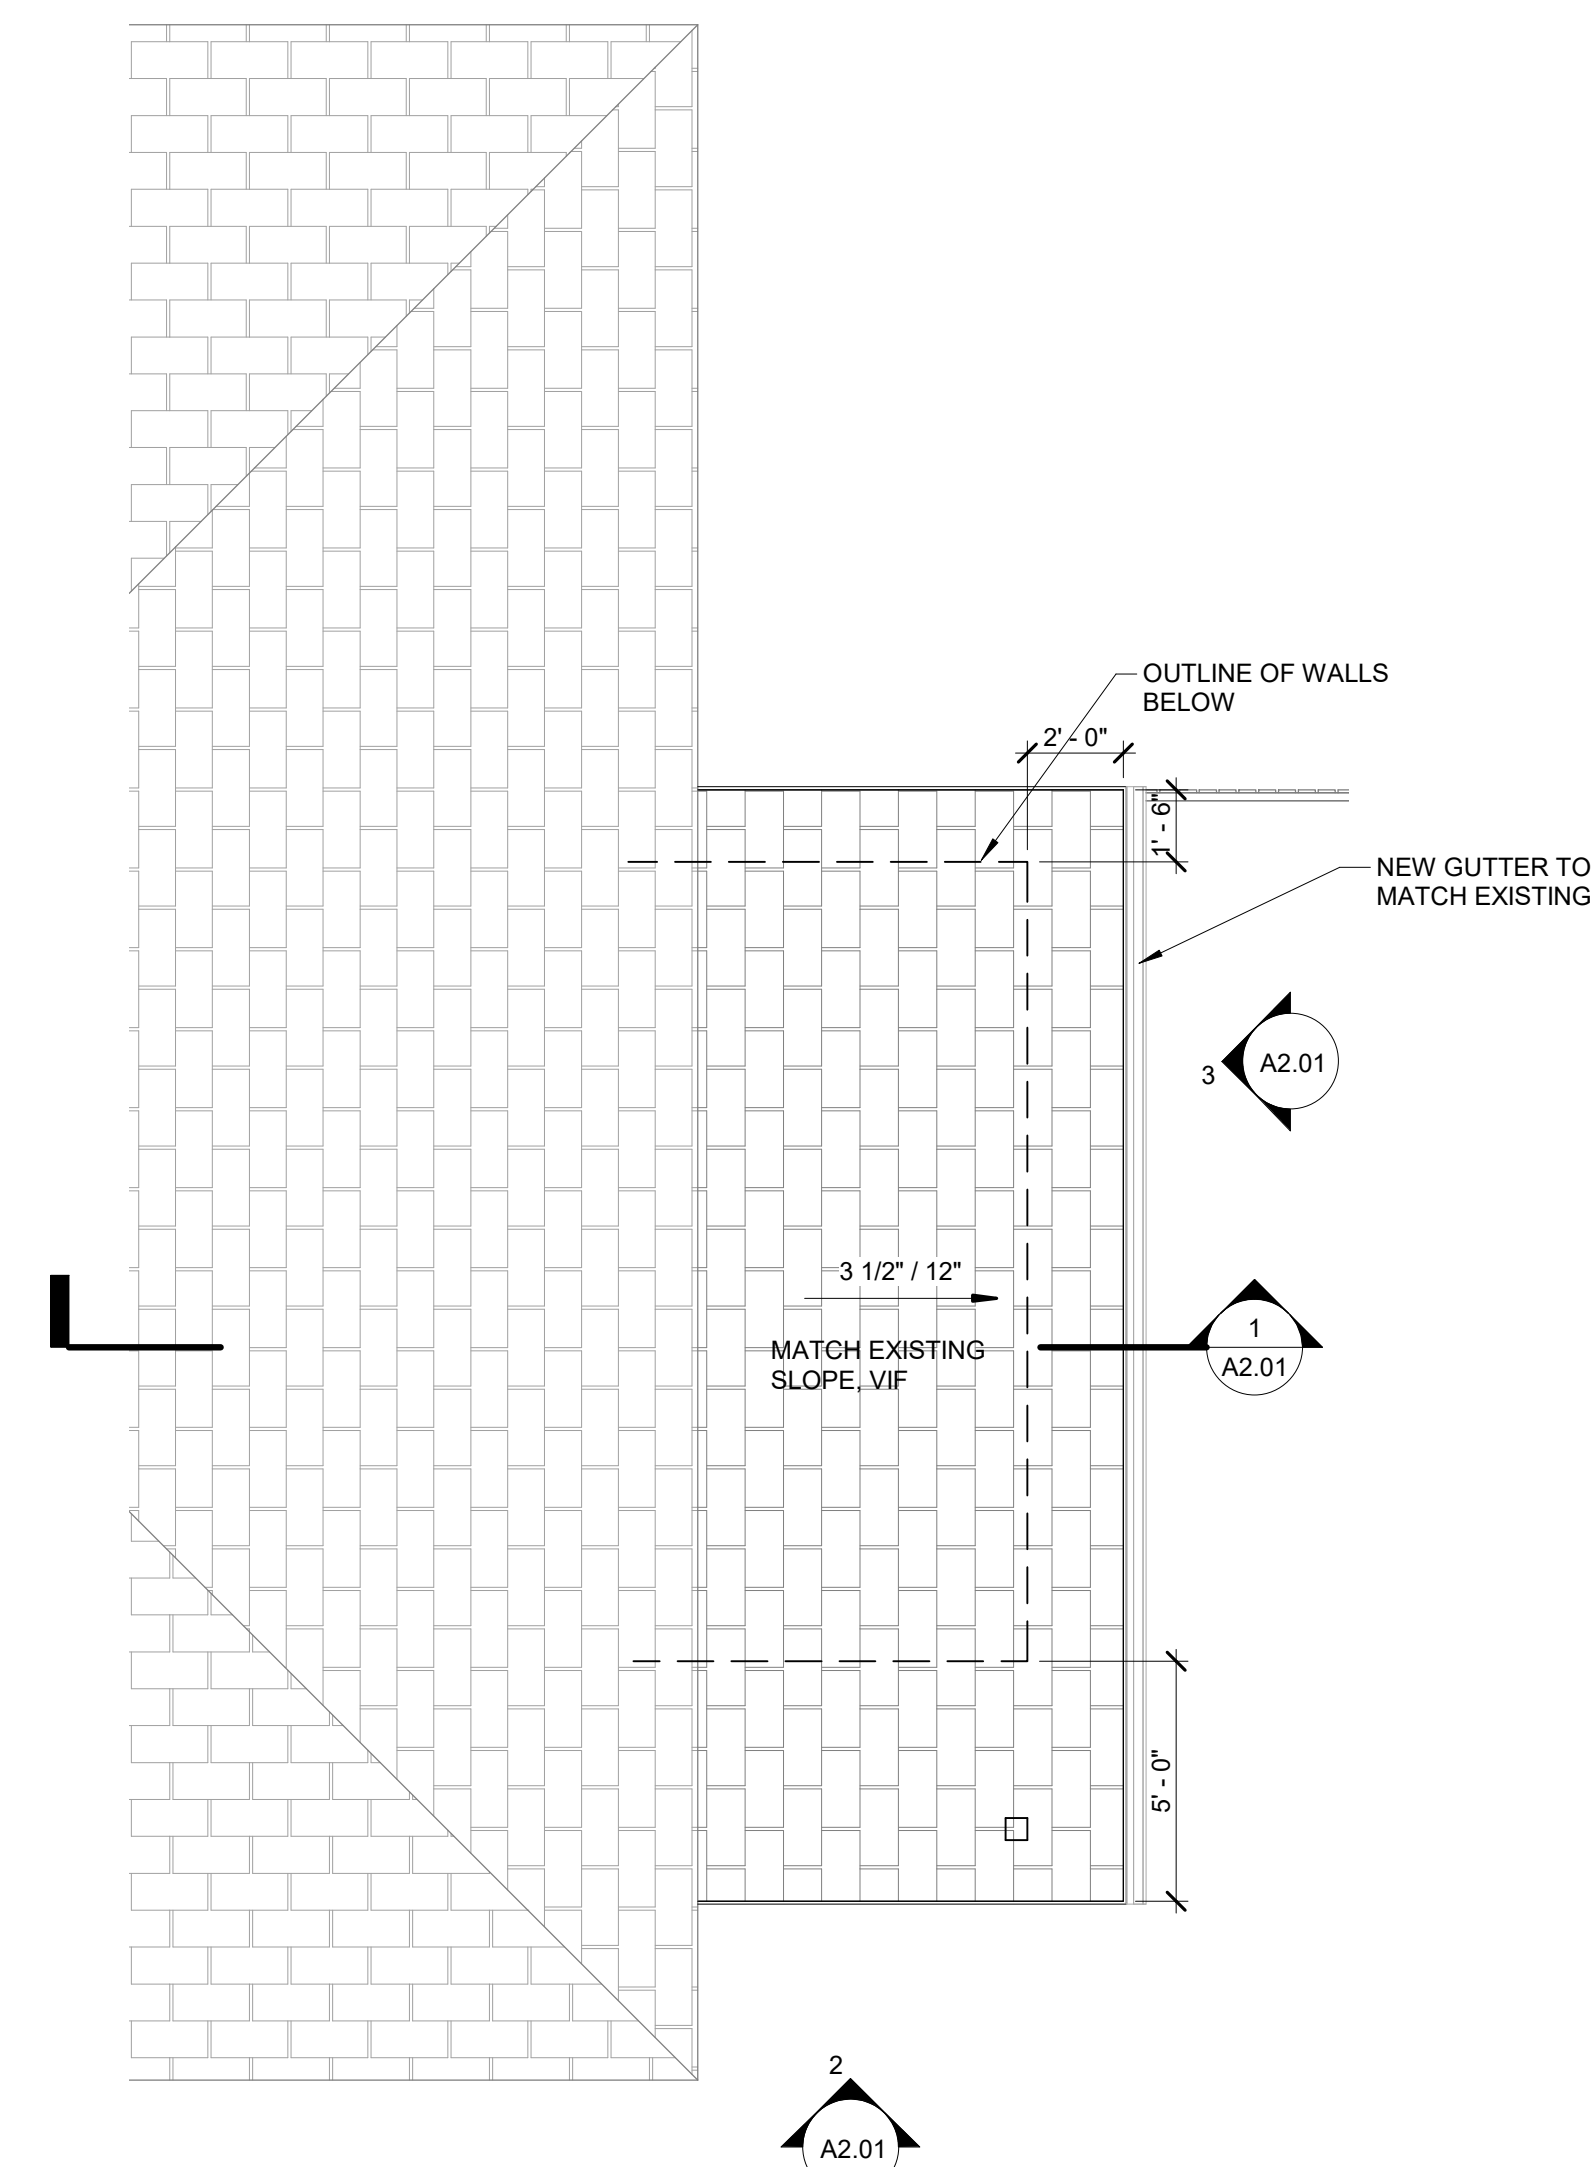 OUTLINE OF WALLS
BELOW
2' - 0"
1' - 6"
NEW GUTTER TO
MATCH EXISTING
3
A2.01
3 1/2" / 12"
MATCH EXISTING
SLOPE, VIF
1
A2.01
5' - 0"
2
A2.01